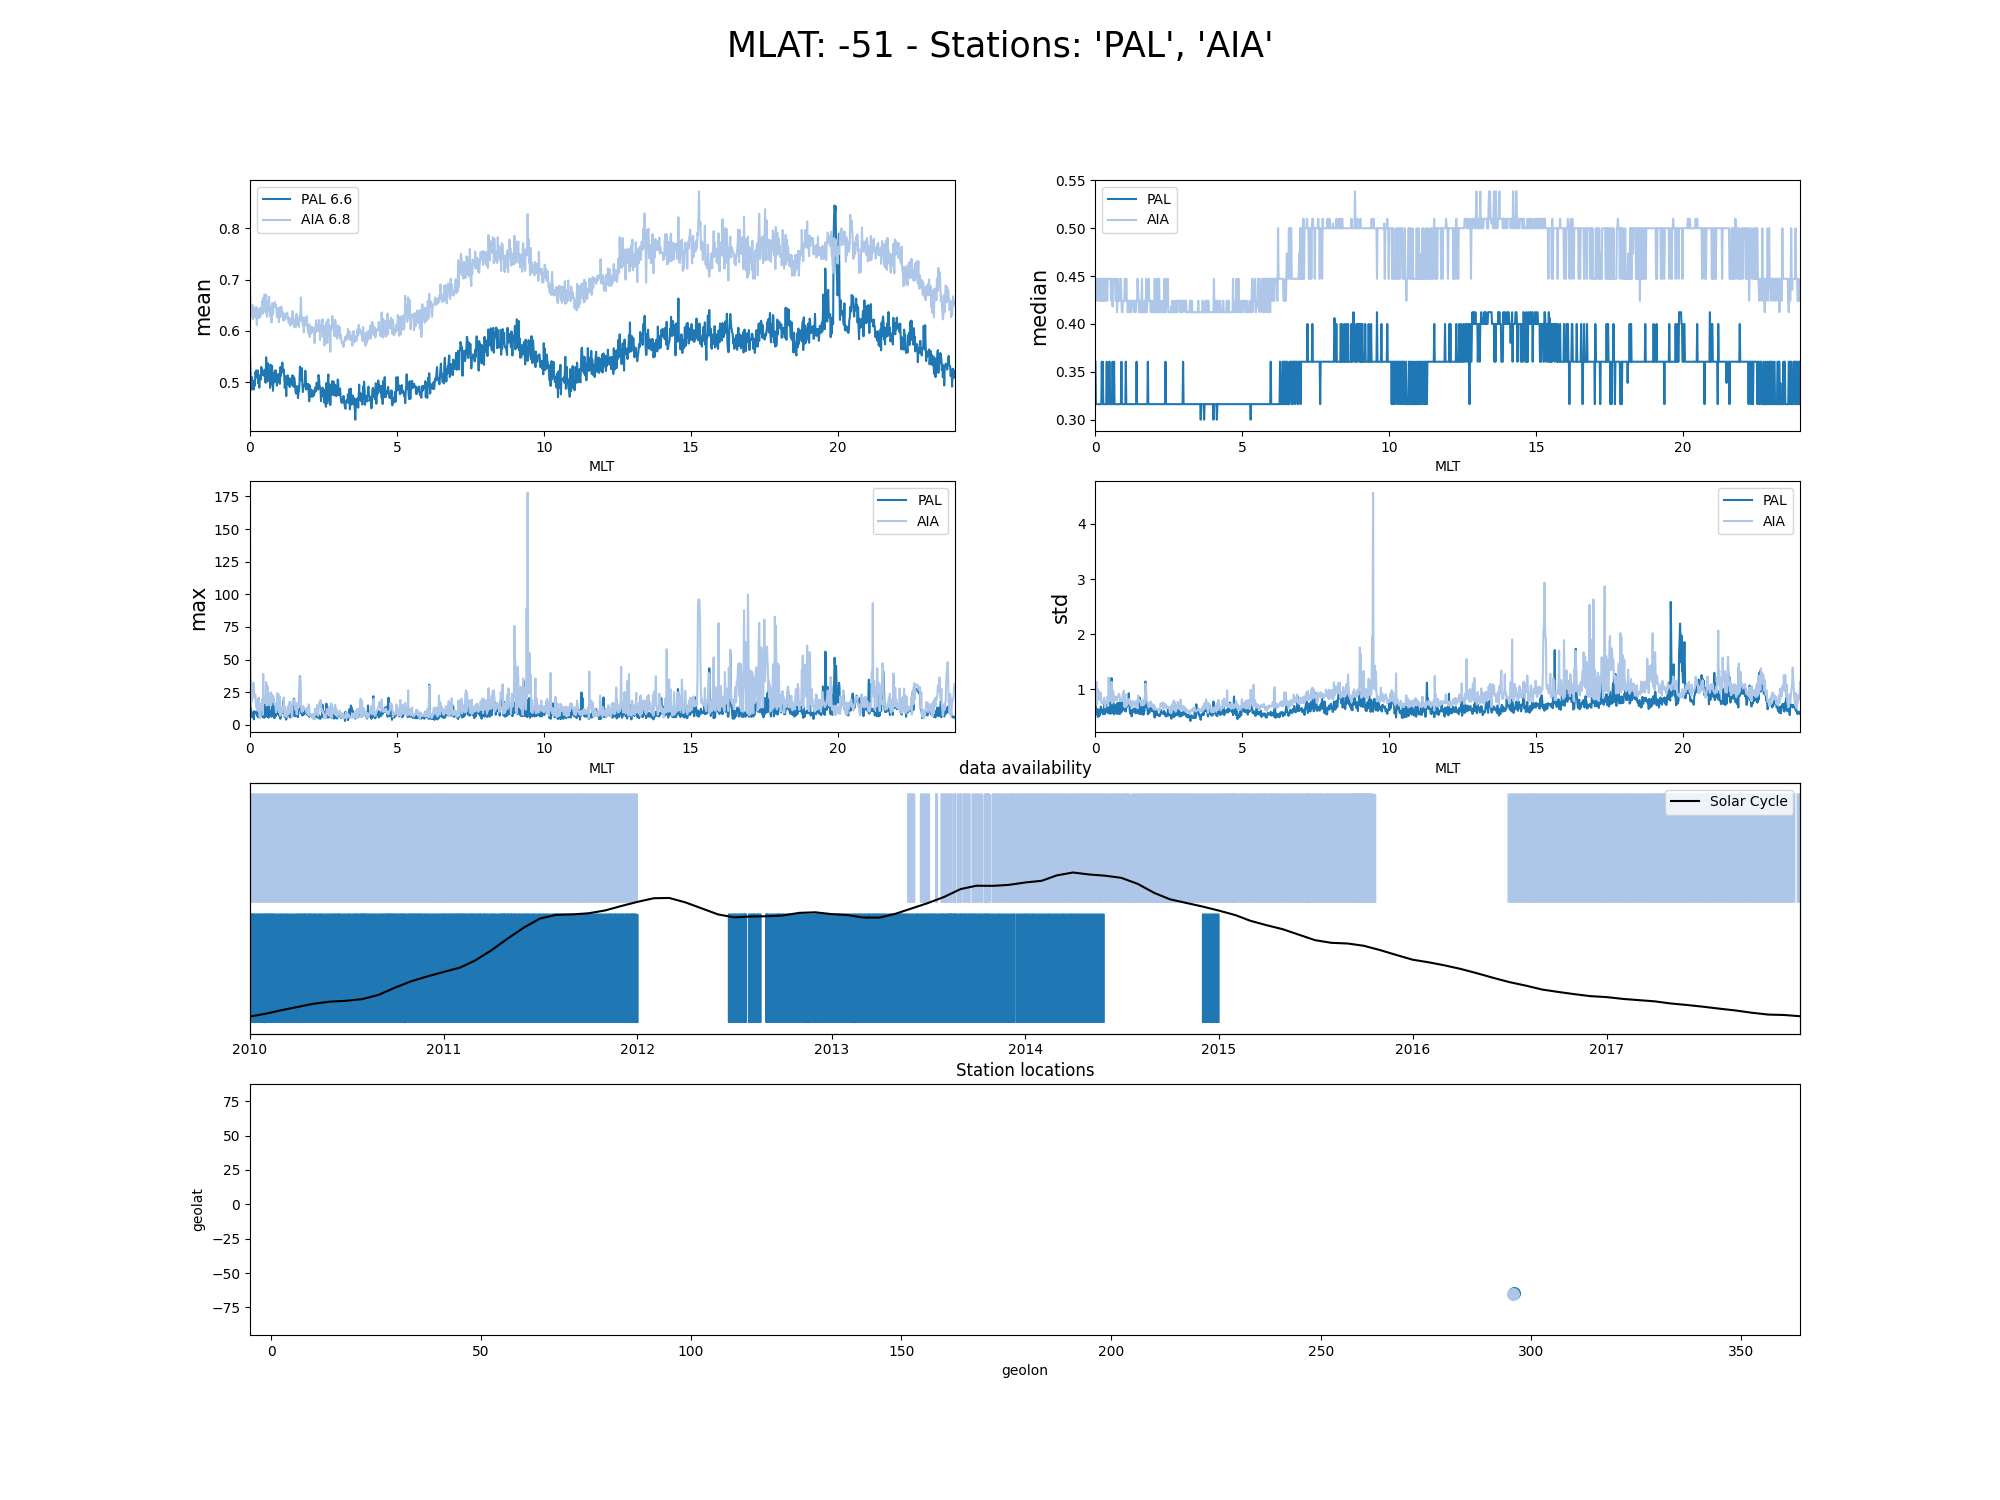 MLAT: -51 - Stations: 'PAL', 'AIA'
PAL 6.6
AIA 6.8
0.8
0.7
0.6
0.5
mean
0 5 10 15 20
MLT
PAL
AIA
0.55
0.50
0.45
0.40
0.35
0.30
median
0 5 10 15 20
MLT
PAL
AIA
175
150
125
100
75
50
25
0
max
0 5 10 15 20
MLT
PAL
AIA
4
3
2
1
std
0 5 10 15 20
MLT
data availability
Solar Cycle
2010 2011 2012 2013 2014 2015 2016 2017
Station locations
75
50
25
0
−25
−50
−75
geolat
0 50 100 150 200 250 300 350
geolon